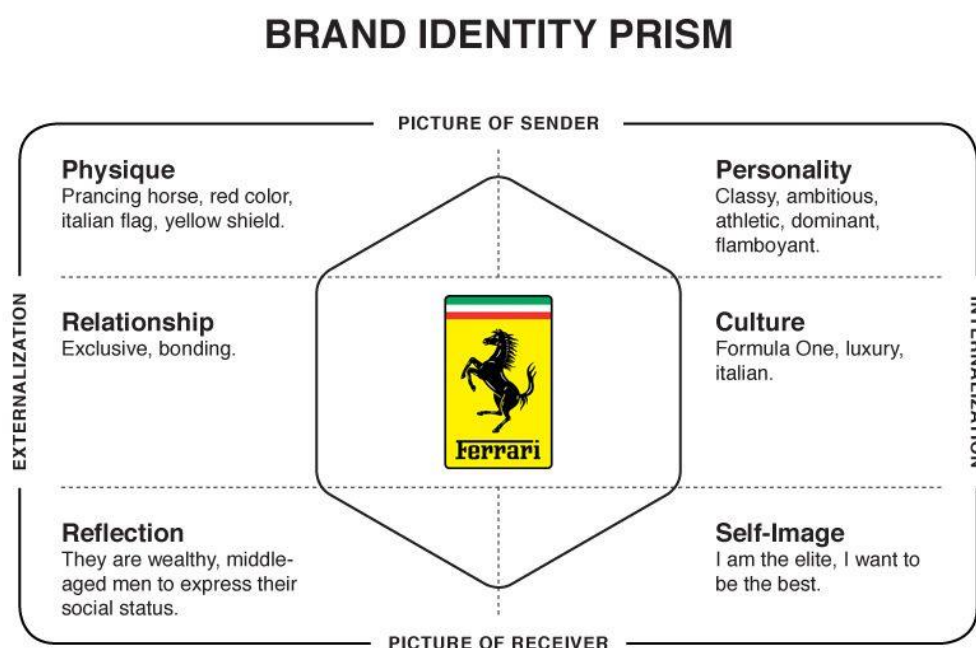 BRAND IDENTITY PRISM
PICTURE OF SENDER
Physique
Prancing horse, red color,
italian flag, yellow shield.
Personality
Classy, ambitious,
athletic, dominant,
flamboyant.
EXTERNALIZATION
Relationship
Exclusive, bonding.
Ferrari
Culture
Formula One, luxury,
italian.
INTERNALIZATION
Reflection
They are wealthy, middle-
aged men to express their
social status.
Self-Image
I am the elite, I want to
be the best.
PICTURE OF RECEIVER